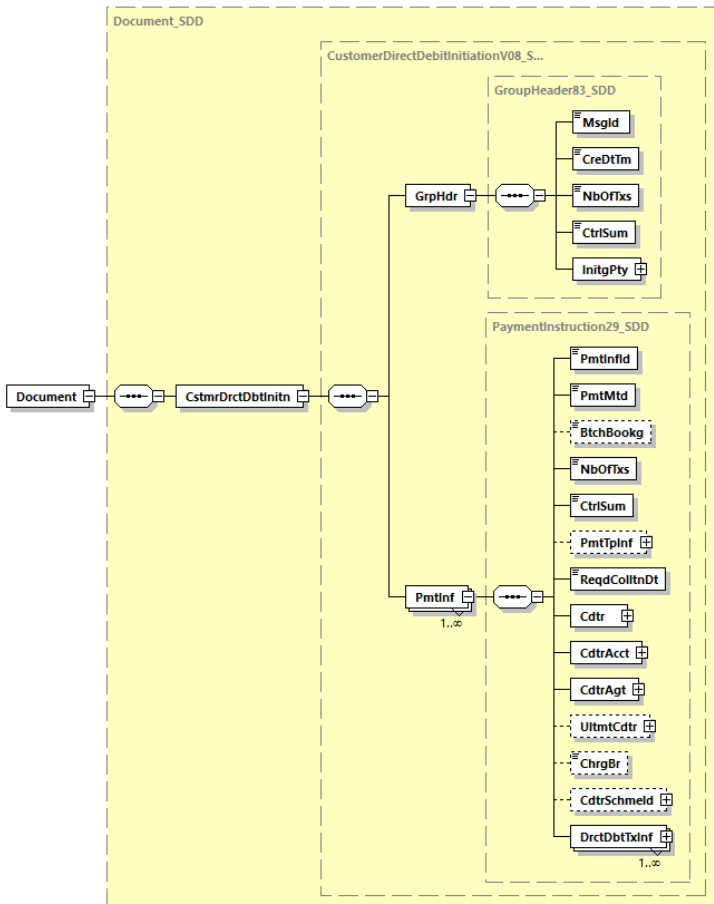 Document_SDD
CustomerDirectDebitInitiationV08_S...
GroupHeader83_SDD
MsgId
CreDtTm
NbOfTxs
CtrlSum
InitgPty
GrpHdr
Document
CstmrDrctDbtInitn
PaymentInstruction29_SDD
PmtInfId
PmtMtd
BtchBookg
NbOfTxs
CtrlSum
PmtTpInf
ReqdColltnDt
PmtInf
1..∞
Cdtr
CdtrAcct
CdtrAgt
UltmtCdtr
ChrgBr
CdtrSchmeId
DrctDbtTxInf
1..∞